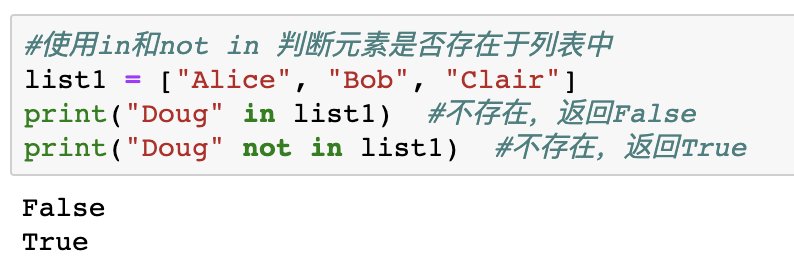 #使用in和not in 判断元素是否存在于列表中
list1 = ["Alice", "Bob", "Clair"]
print("Doug" in list1)  #不存在，返回False
print("Doug" not in list1)  #不存在，返回True
False
True